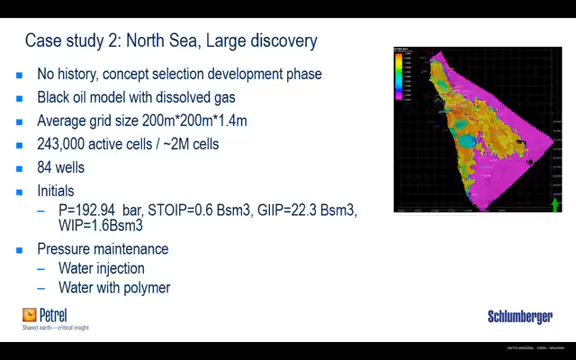 Case study 2: North Sea, Large discovery
No history, concept selection development phase
Black oil model with dissolved gas
Average grid size 200m*200m*1.4m
243,000 active cells / ~2M cells
84 wells
Initials
– P=192.94 bar, STOIP=0.6 Bsm3, GIIP=22.3 Bsm3,
WIP=1.6Bsm3
Pressure maintenance
– Water injection
– Water with polymer
Petrel
Shared earth–critical insight
Schlumberger